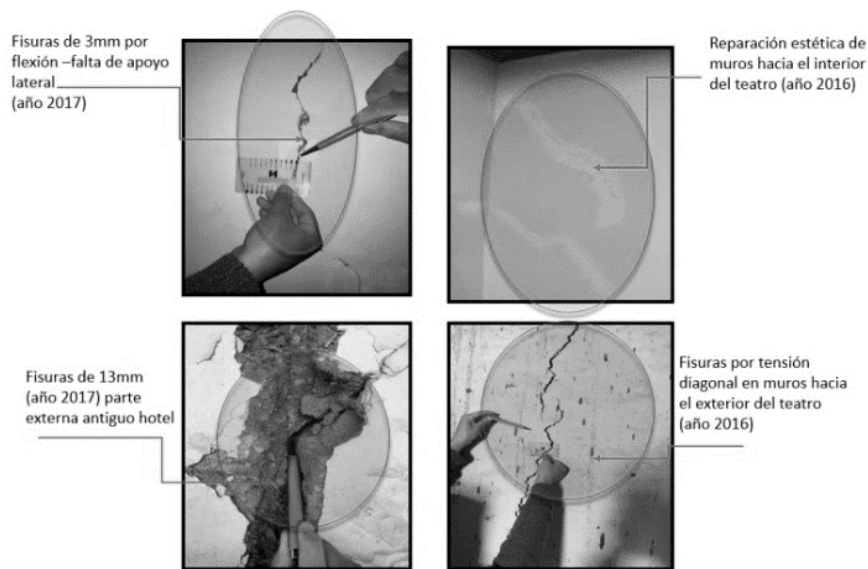 Fisuras de 3mm por
flexión –falta de apoyo
lateral
(año 2017)
Reparación estética de
muros hacia el interior
del teatro (año 2016)
Fisuras de 13mm
(año 2017) parte
externa antiguo hotel
Fisuras por tensión
diagonal en muros hacia
el exterior del teatro
(año 2016)